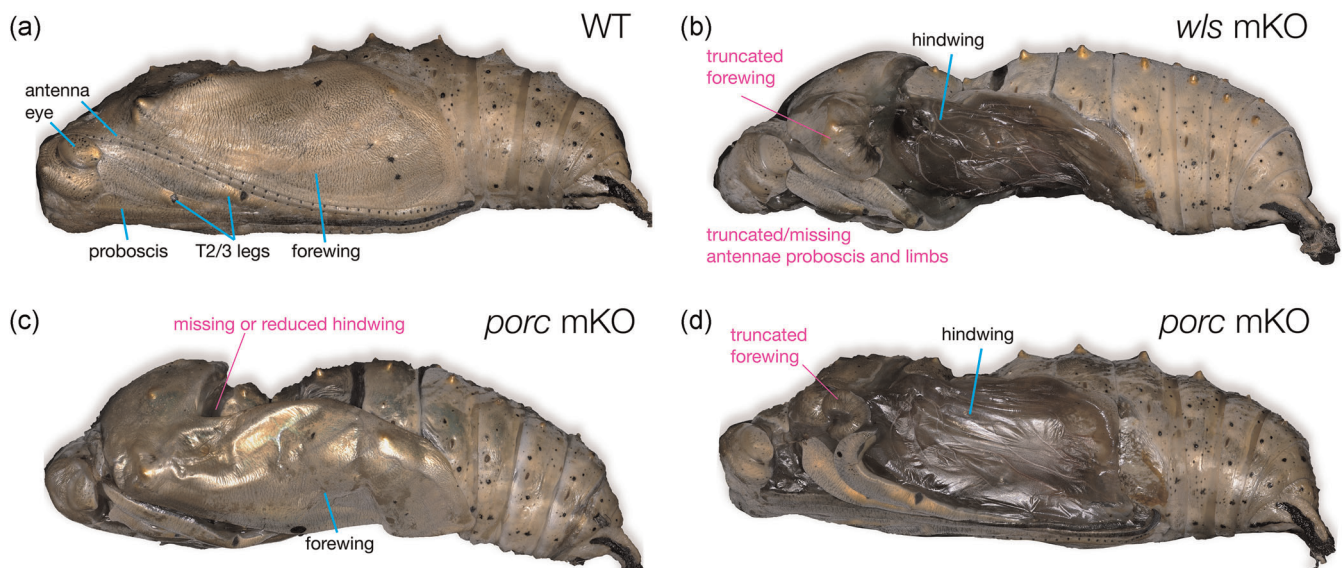 (a)
WT
antenna
eye
proboscis
T2/3 legs
forewing
(b)
wls mKO
hindwing
truncated
forewing
truncated/missing
antennae proboscis and limbs
(c)
porc mKO
missing or reduced hindwing
forewing
(d)
porc mKO
truncated
forewing
hindwing